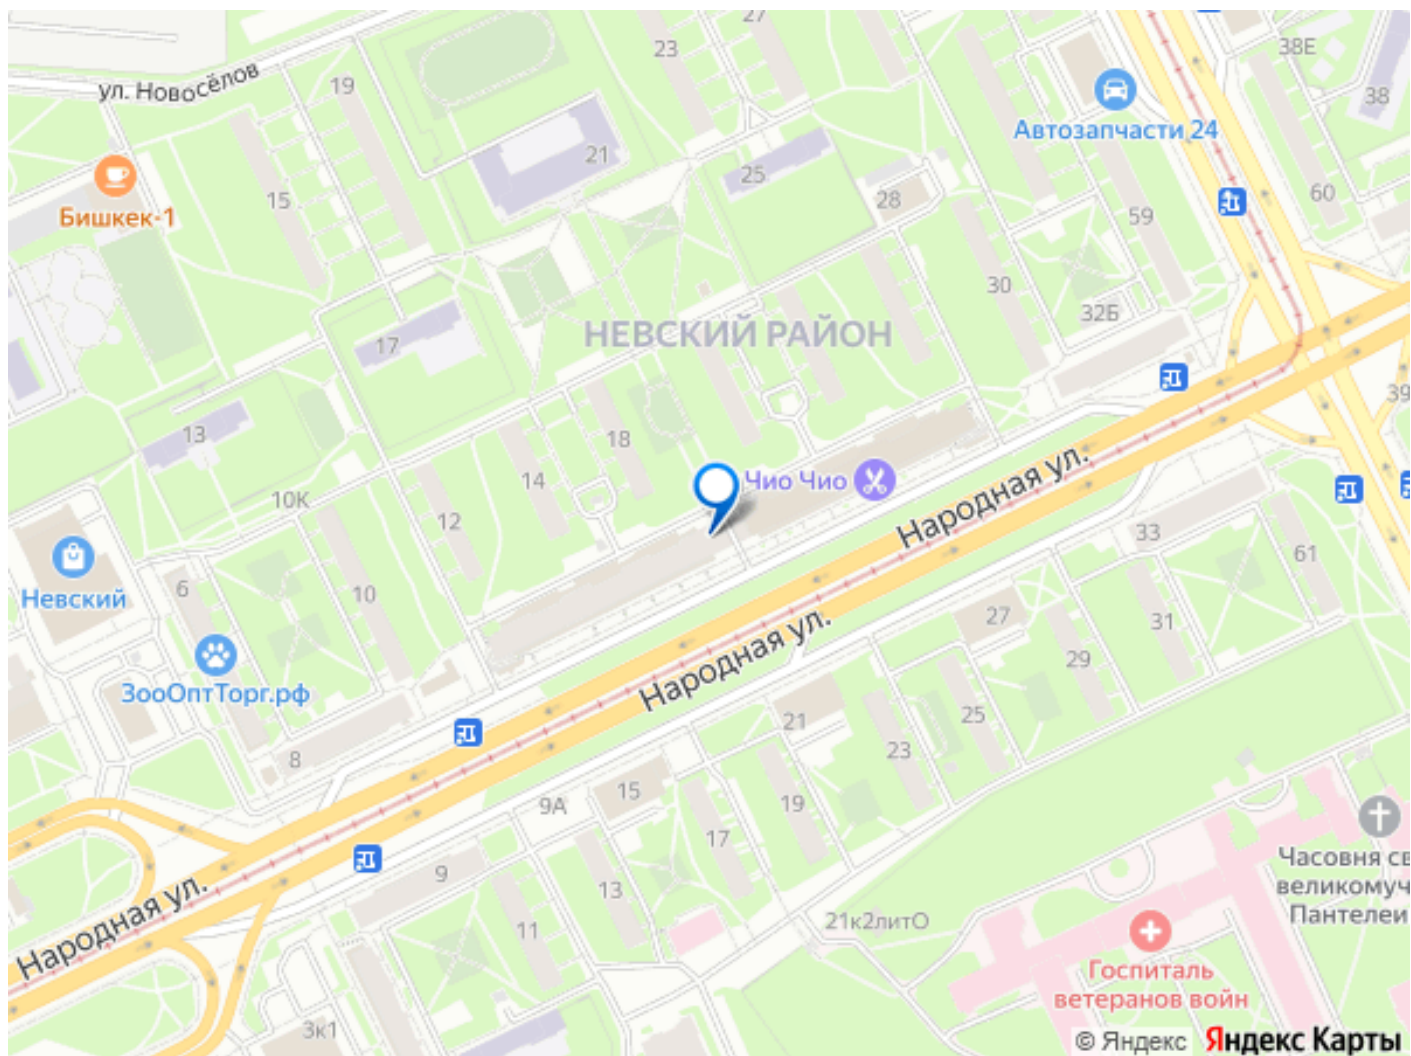 27
23
38Е
ул. Новосёлов
19
38
Автозапчасти 24
21
25
60
15
28
59
Бишкек-1
30
32Б
НЕВСКИЙ РАЙОН
17
39
13
18
Чио Чио
14
Народная ул.
10К
12
33
61
Невский
6
10
27
31
Народная ул.
29
ЗооОптТорг.рф
21
25
23
8
15
9А
19
17
Часовня св
великомуч
Пантелеи
9
13
Народная ул.
11
21к2литО
Госпиталь
ветеранов войн
3к1
© Яндекс Яндекс Карты